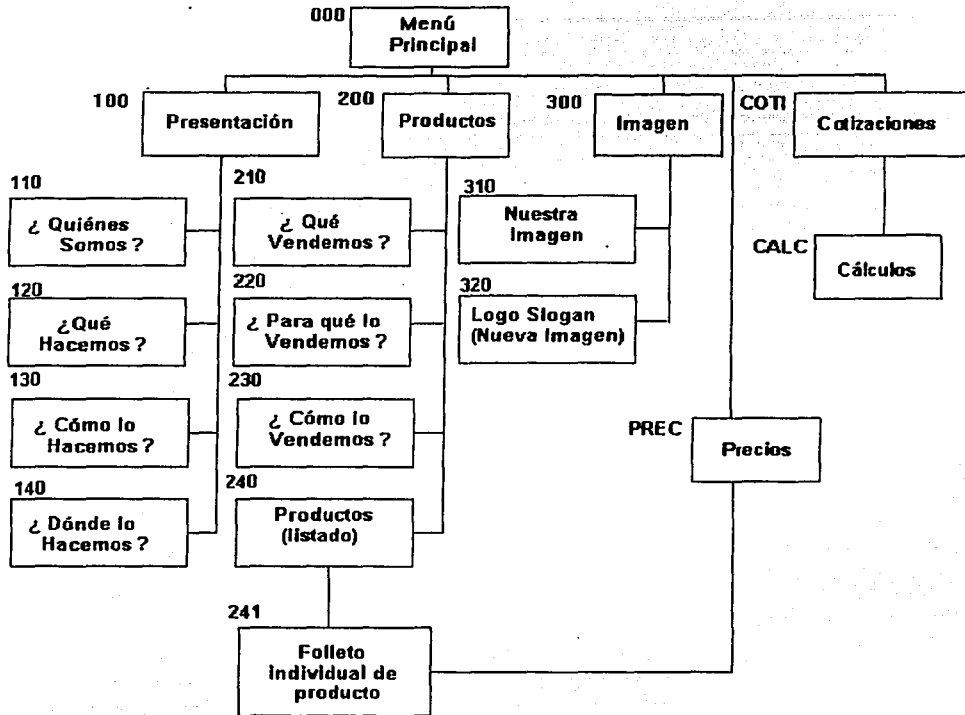 000
Menú
Principal
100
Presentación
200
Productos
300
Imagen
COTI
Cotizaciones
110
¿ Quiénes
Somos ?
210
¿ Qué
Vendemos ?
310
Nuestra
Imagen
CALC
Cálculos
120
¿Qué
Hacemos ?
220
¿ Para qué lo
Vendemos ?
320
Logo Slogan
(Nueva Imagen)
130
¿ Cómo lo
Hacemos ?
230
¿ Cómo lo
Vendemos ?
PREC
Precios
140
¿ Dónde lo
Hacemos ?
240
Productos
(listado)
241
Folleto
individual de
producto